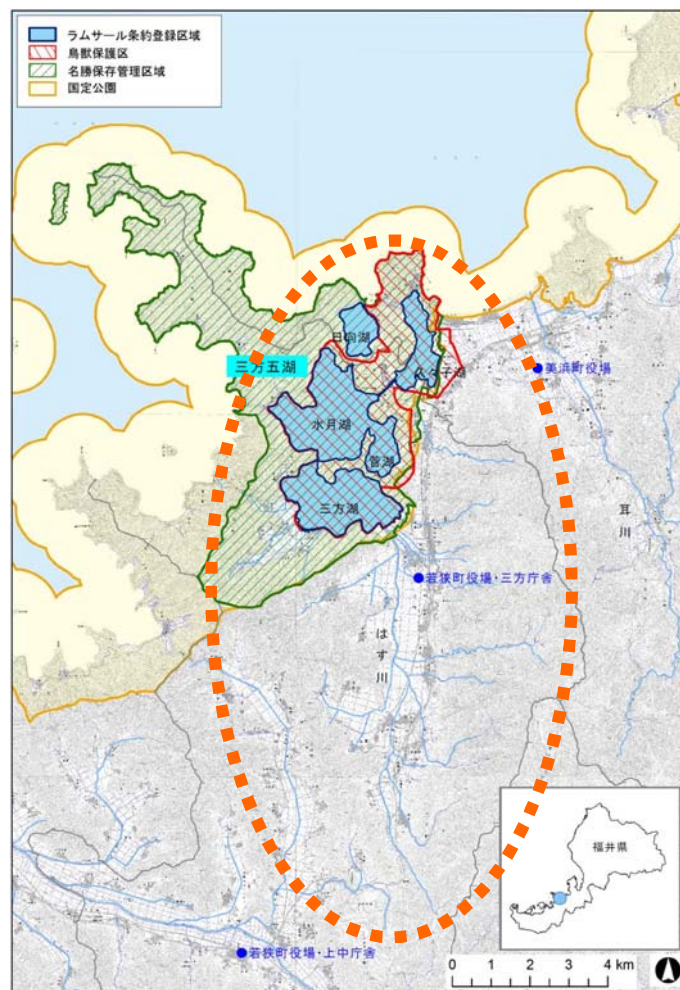 ラムサール条約登録区域
鳥獣保護区
名勝保存管理区域
国定公園
日向湖
三方五湖
久々子湖
美浜町役場
水月湖
菅湖
三方湖
耳川
若狭町役場・三方庁舎
はす川
福井県
若狭町役場・上中庁舎
0 1 2 3 4 km